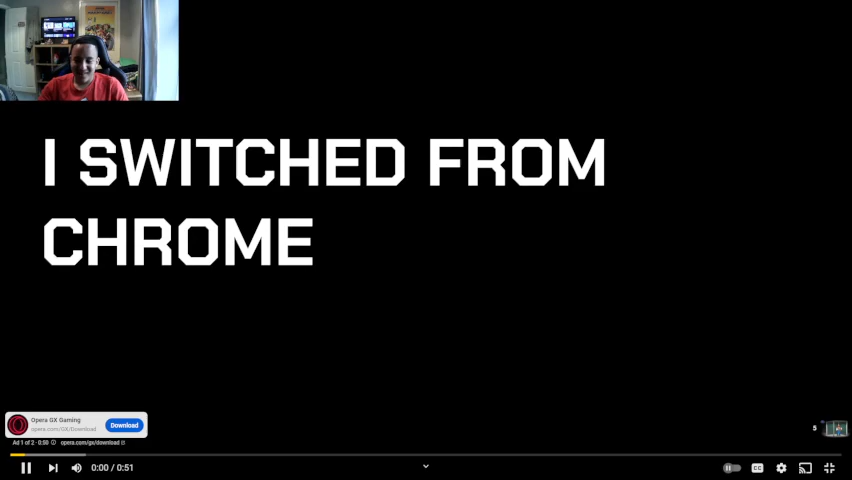 I SWITCHED FROM
CHROME
Opera GX Gaming
opera.com/GX/Download
Download
Ad 1 of 2 · 0:50
opera.com/gx/download
5
0:00 / 0:51
CC